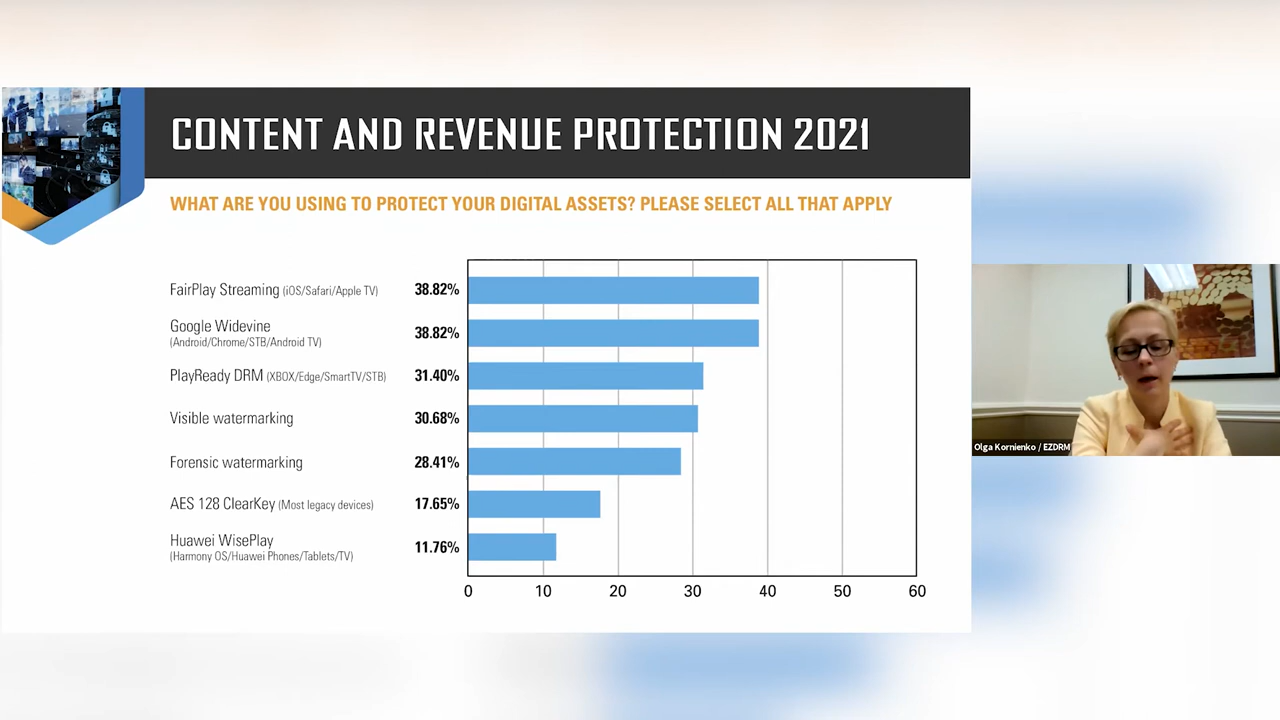 CONTENT AND REVENUE PROTECTION 2021
WHAT ARE YOU USING TO PROTECT YOUR DIGITAL ASSETS? PLEASE SELECT ALL THAT APPLY
FairPlay Streaming (iOS/Safari/Apple TV) 38.82%
Google Widevine 38.82%
(Android/Chrome/STB/Android TV)
PlayReady DRM (XBOX/Edge/SmartTV/STB) 31.40%
Visible watermarking 30.68%
Forensic watermarking 28.41%
AES 128 ClearKey (Most legacy devices) 17.65%
Huawei WisePlay 11.76%
(Harmony OS/Huawei Phones/Tablets/TV)
0 10 20 30 40 50 60
Olga Kornienko / EZDRM